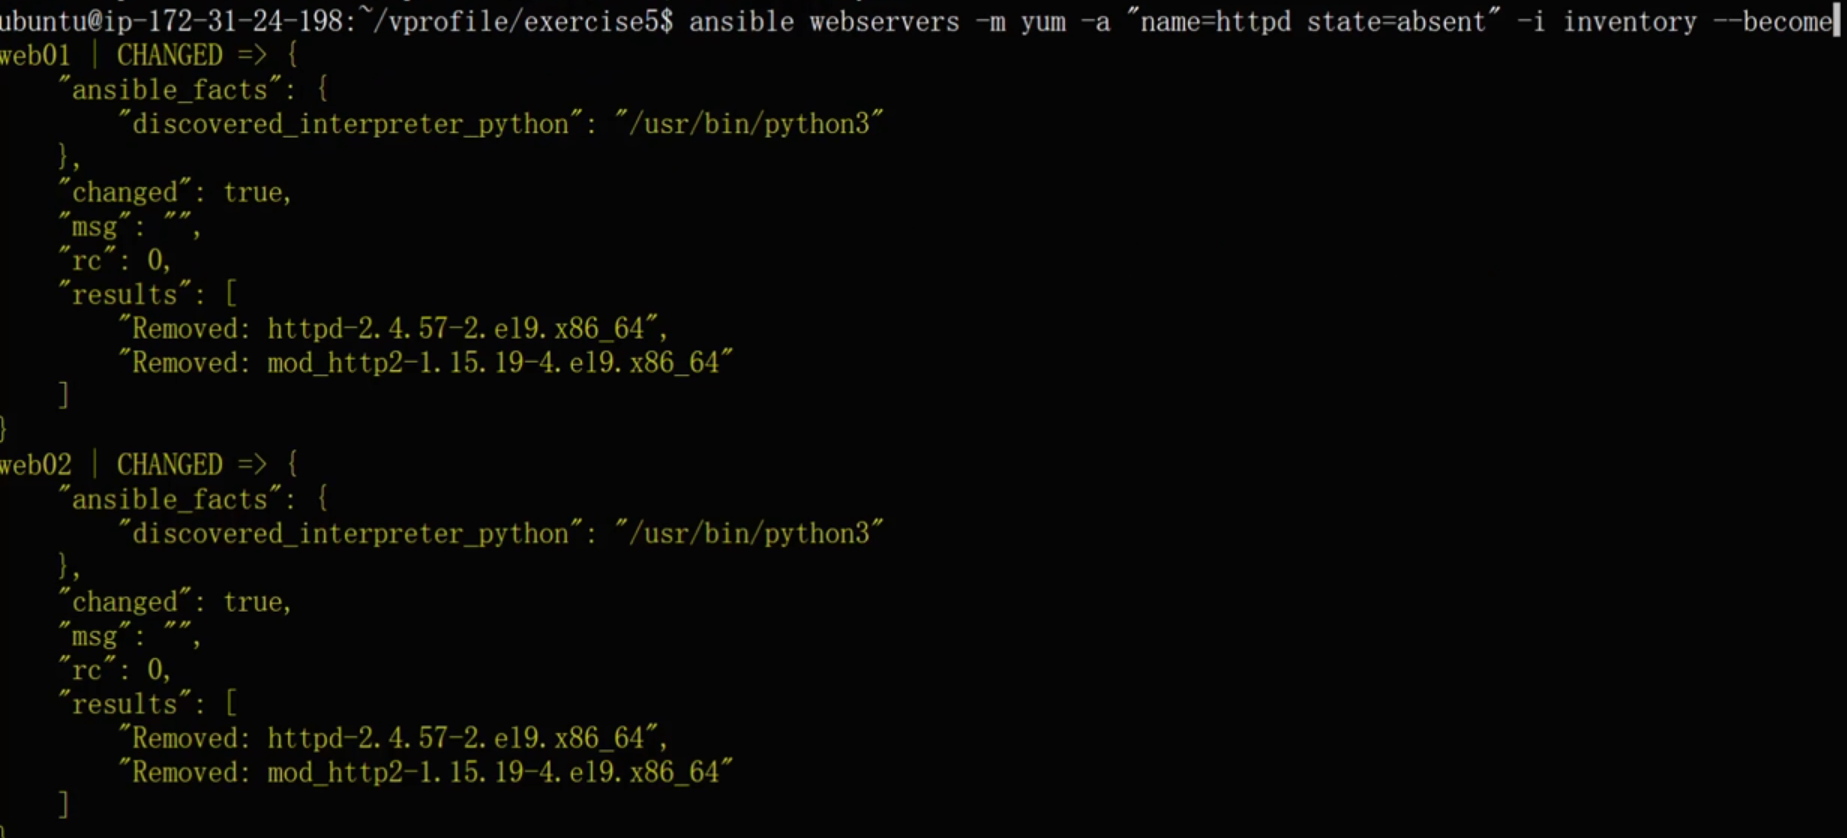 ubuntu@ip-172-31-24-198:~/vprofile/exercise5$ ansible webservers -m yum -a "name=httpd state=absent" -i inventory --become
web01 | CHANGED => {
    "ansible_facts": {
        "discovered_interpreter_python": "/usr/bin/python3"
    },
    "changed": true,
    "msg": "",
    "rc": 0,
    "results": [
        "Removed: httpd-2.4.57-2.el9.x86_64",
        "Removed: mod_http2-1.15.19-4.el9.x86_64"
    ]
}
web02 | CHANGED => {
    "ansible_facts": {
        "discovered_interpreter_python": "/usr/bin/python3"
    },
    "changed": true,
    "msg": "",
    "rc": 0,
    "results": [
        "Removed: httpd-2.4.57-2.el9.x86_64",
        "Removed: mod_http2-1.15.19-4.el9.x86_64"
    ]
}